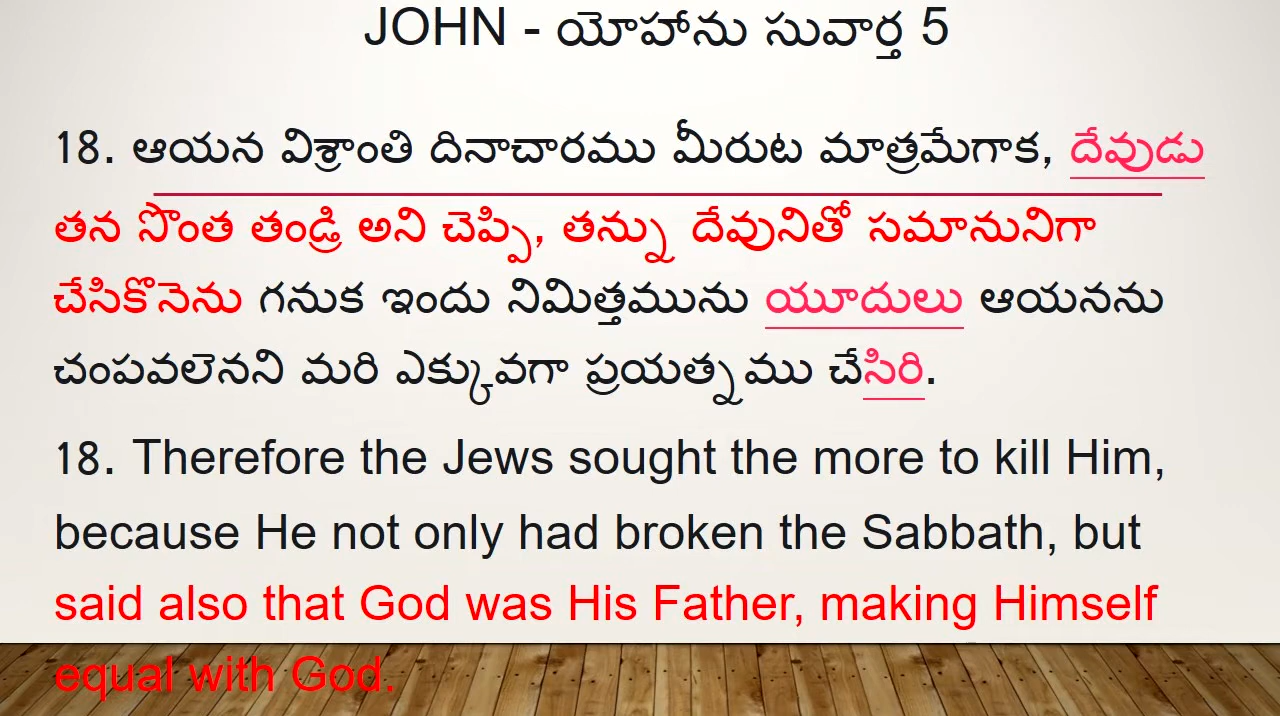 JOHN - యోహాను సువార్త 5
18. ఆయన విశ్రాంతి దినాచారము మీరుట మాత్రమేగాక, దేవుడు
తన సొంత తండ్రి అని చెప్పి, తన్ను దేవునితో సమానునిగా
చేసికొనెను గనుక ఇందు నిమిత్తమును యూదులు ఆయనను
చంపవలెనని మరి ఎక్కువగా ప్రయత్నము చేసిరి.
18. Therefore the Jews sought the more to kill Him,
because He not only had broken the Sabbath, but
said also that God was His Father, making Himself
equal with God.